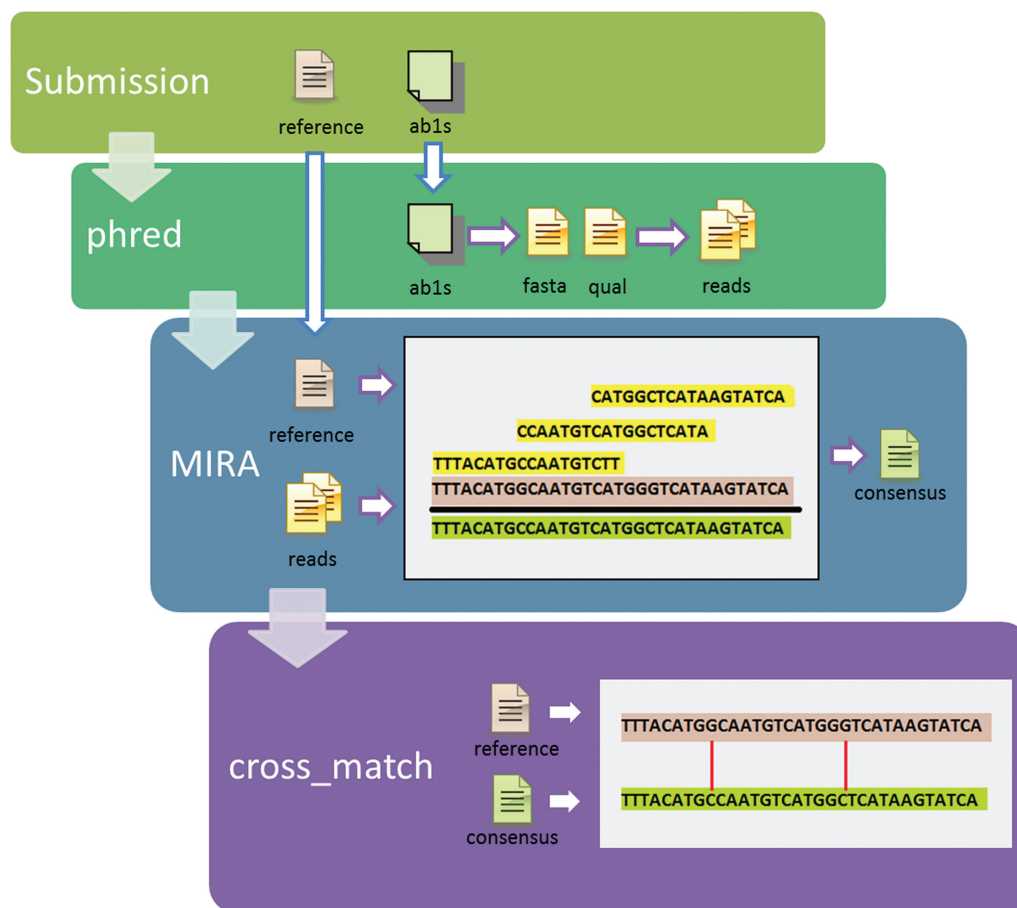 Submission
reference
ab1s
phred
ab1s
fasta
qual
reads
MIRA
reference
reads
CATGGCTCATAAGTATCA
CCAATGTCATGGCTCATA
TTTACATGCCAATGTCTT
TTTACATGGCAATGTCATGGGTCATAAGTATCA
TTTACATGCCAATGTCATGGCTCATAAGTATCA
consensus
cross_match
reference
consensus
TTTACATGGCAATGTCATGGGTCATAAGTATCA
TTTACATGCCAATGTCATGGCTCATAAGTATCA